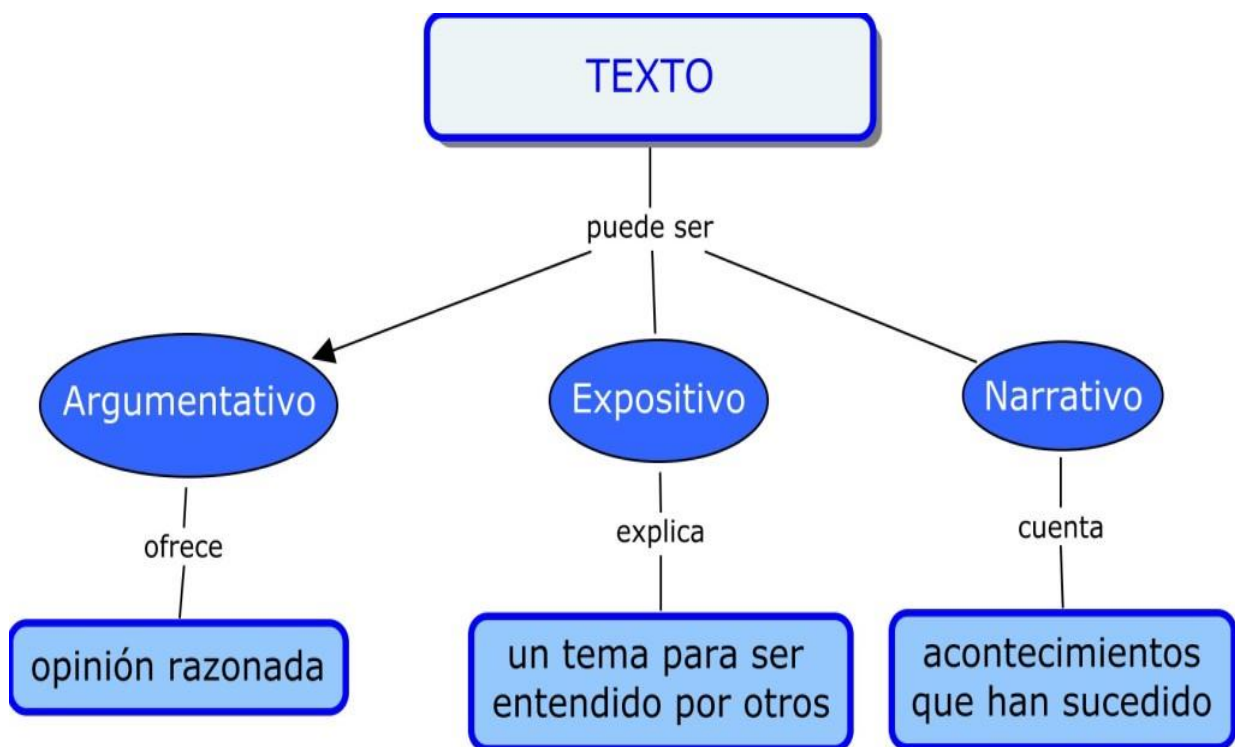 TEXTO
puede ser
Argumentativo
Expositivo
Narrativo
ofrece
explica
cuenta
opinión razonada
un tema para ser
entendido por otros
acontecimientos
que han sucedido